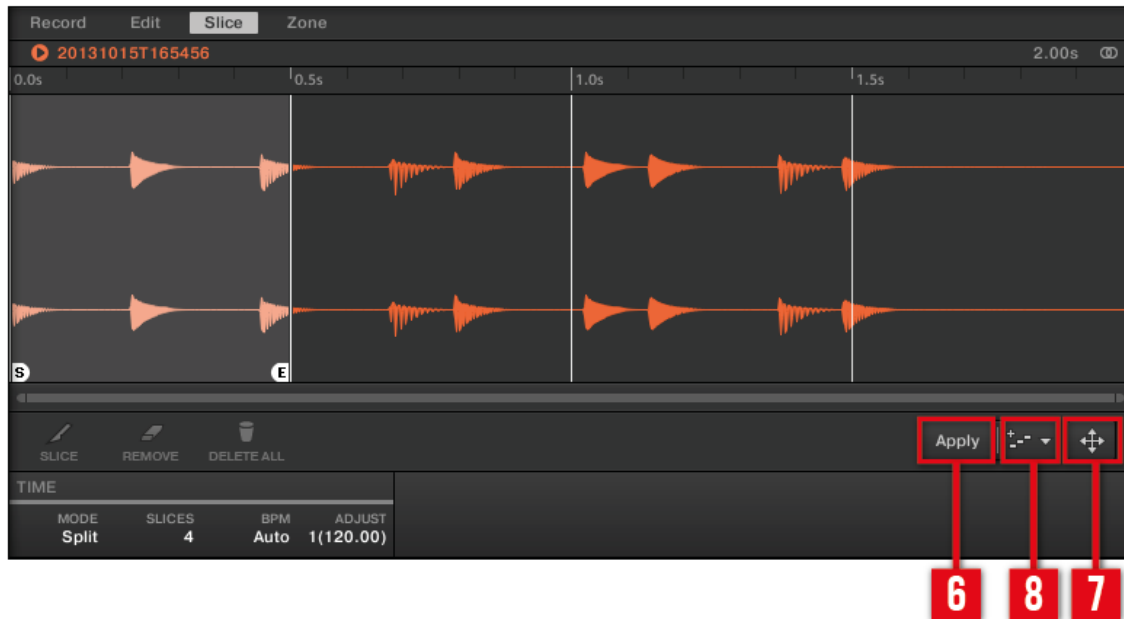 Record Edit Slice Zone
20131015T165456 2.00s
0.0s 0.5s 1.0s 1.5s
S E
SLICE REMOVE DELETE ALL Apply
TIME
MODE SLICES BPM ADJUST
Split 4 Auto 1(120.00)
6 8 7